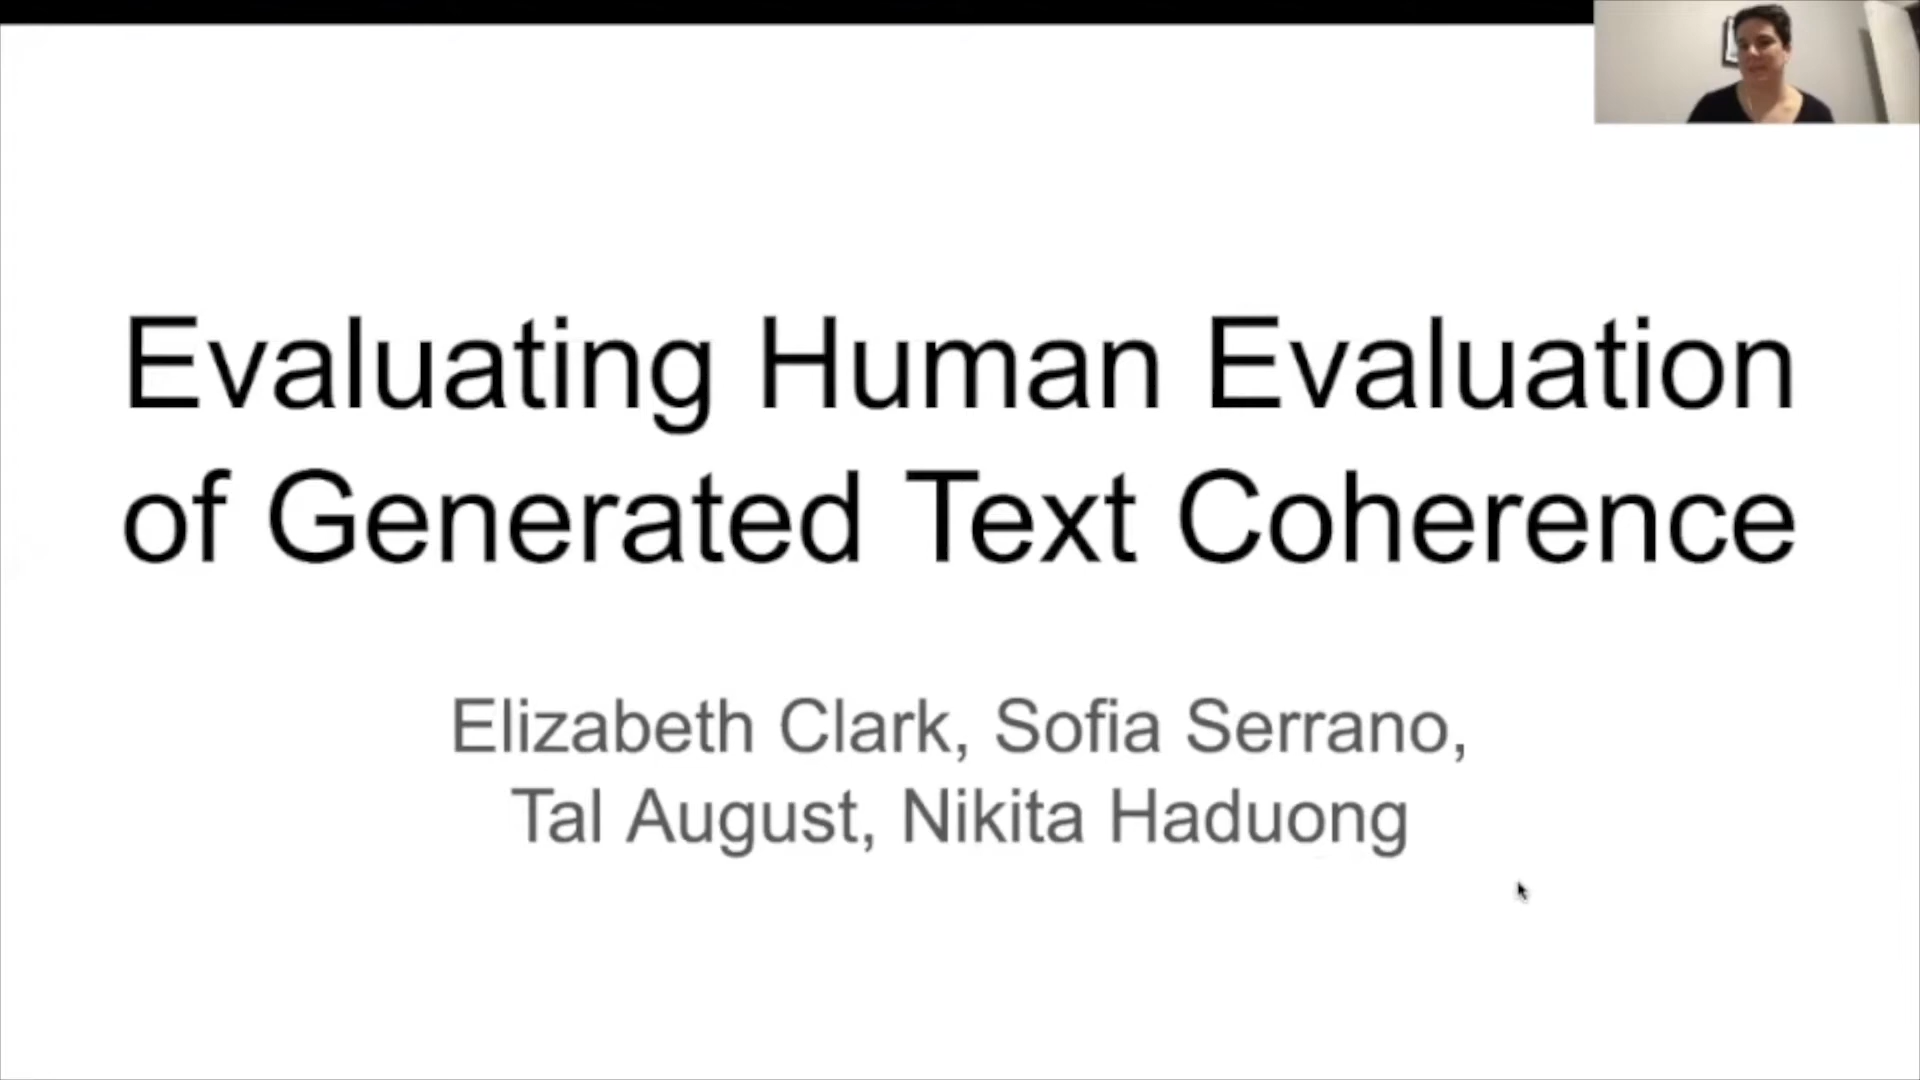 Evaluating Human Evaluation
of Generated Text Coherence
Elizabeth Clark, Sofia Serrano,
Tal August, Nikita Haduong